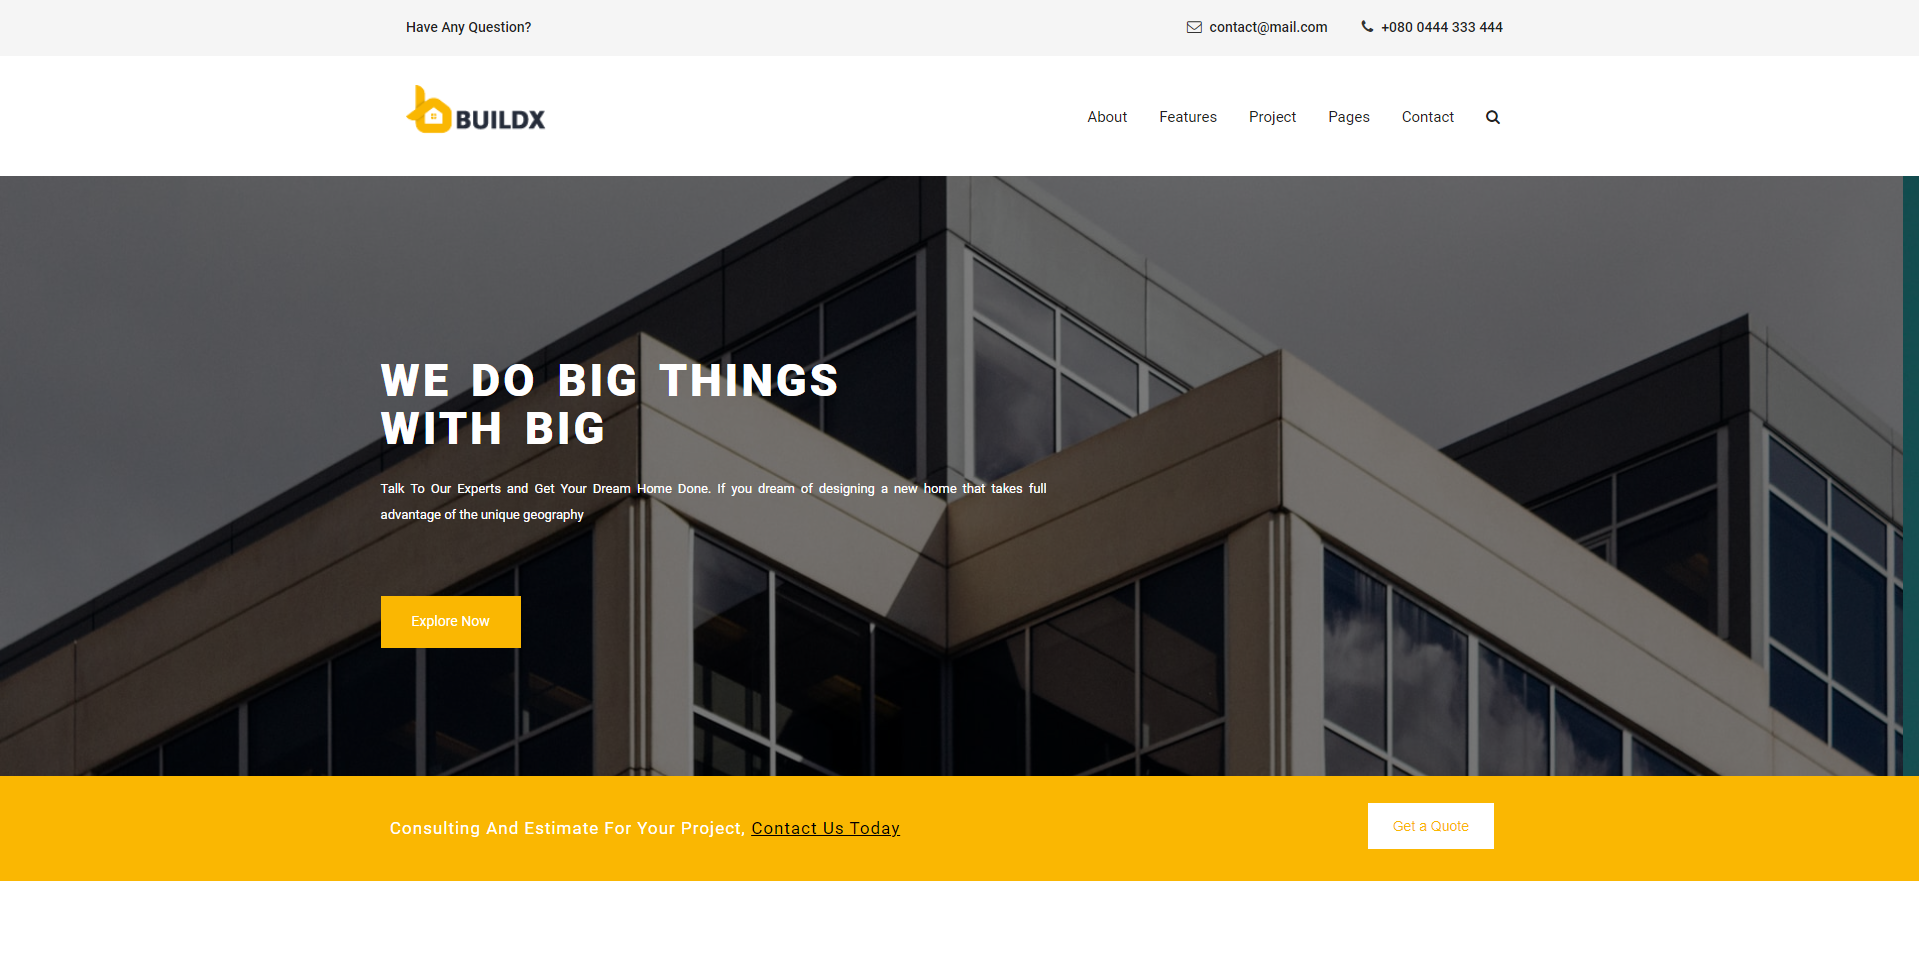 Have Any Question?
contact@mail.com
+080 0444 333 444
BUILDX
About
Features
Project
Pages
Contact
WE DO BIG THINGS
WITH BIG
Talk To Our Experts and Get Your Dream Home Done. If you dream of designing a new home that takes full
advantage of the unique geography
Explore Now
Consulting And Estimate For Your Project, Contact Us Today
Get a Quote